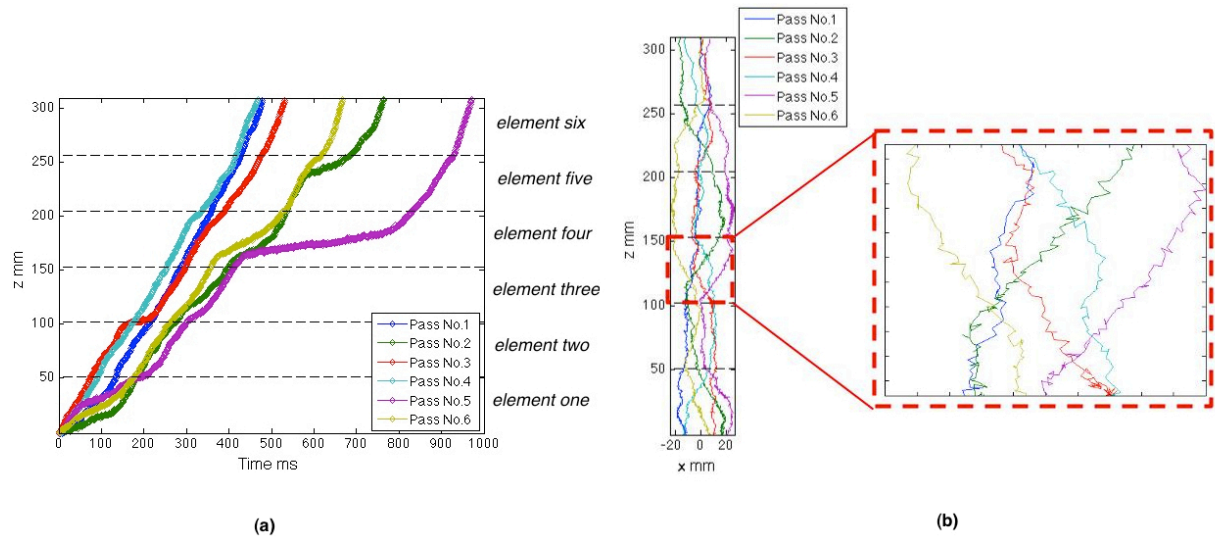 300
250
200
150
100
50
0
0 100 200 300 400 500 600 700 800 900 1000
z mm
Time ms
Pass No.1
Pass No.2
Pass No.3
Pass No.4
Pass No.5
Pass No.6
element six
element five
element four
element three
element two
element one
(a)
Pass No.1
Pass No.2
Pass No.3
Pass No.4
Pass No.5
Pass No.6
300
250
200
150
100
50
-20 0 20
z mm
x mm
(b)